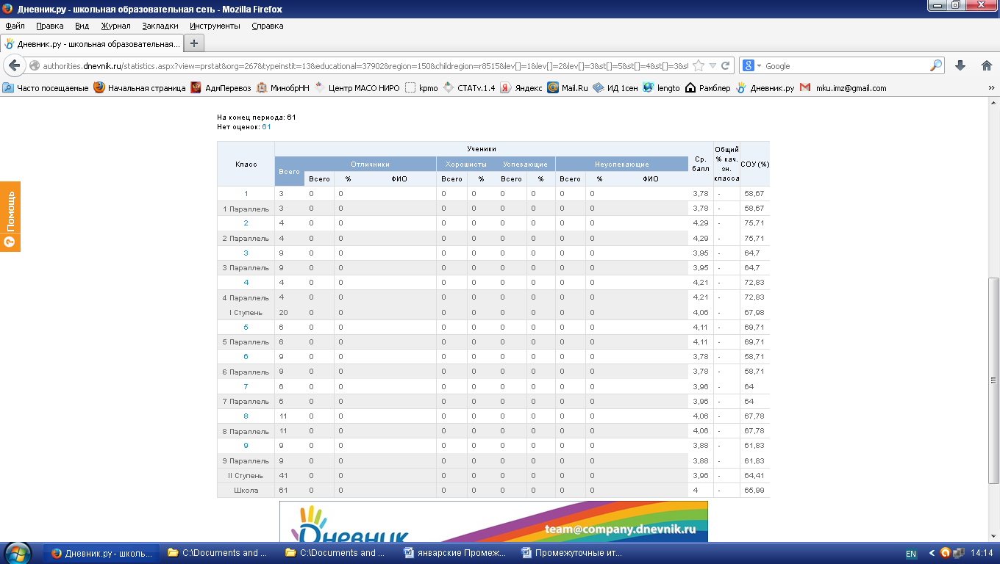 Дневник.ру - школьная образовательная сеть - Mozilla Firefox
Файл Правка Вид Журнал Закладки Инструменты Справка
Дневник.ру - школьная образовательная... +
authorities.dnevnik.ru/statistics.aspx?view=prstat&org=267&typeinstit=13&educational=37902&region=150&childregion=r8515&lev[]=1&lev[]=2&lev[]=3&st[]=5&st[]=4&st[]=3&s Google
Часто посещаемые Начальная страница АдмПеревоз МинобрНН Центр МАСО НИРО kpmo СТАТv.1.4 Яндекс Mail.Ru ИД 1сен lengto Рамблер Дневник.ру mku.imz@gmail.com »
На конец периода: 61
Нет оценок: 61
Помощь
Класс Ученики Ср. балл Общий % кач. зн. класса СОУ (%)
Всего Отличники Хорошисты Успевающие Неуспевающие
Всего % ФИО Всего % Всего % Всего % ФИО
1 3 0 0 0 0 0 0 0 0 3,78 - 58,67
1 Параллель 3 0 0 0 0 0 0 0 0 3,78 - 58,67
2 4 0 0 0 0 0 0 0 0 4,29 - 75,71
2 Параллель 4 0 0 0 0 0 0 0 0 4,29 - 75,71
3 9 0 0 0 0 0 0 0 0 3,95 - 64,7
3 Параллель 9 0 0 0 0 0 0 0 0 3,95 - 64,7
4 4 0 0 0 0 0 0 0 0 4,21 - 72,83
4 Параллель 4 0 0 0 0 0 0 0 0 4,21 - 72,83
I Ступень 20 0 0 0 0 0 0 0 0 4,06 - 67,98
5 6 0 0 0 0 0 0 0 0 4,11 - 69,71
5 Параллель 6 0 0 0 0 0 0 0 0 4,11 - 69,71
6 9 0 0 0 0 0 0 0 0 3,78 - 58,71
6 Параллель 9 0 0 0 0 0 0 0 0 3,78 - 58,71
7 6 0 0 0 0 0 0 0 0 3,96 - 64
7 Параллель 6 0 0 0 0 0 0 0 0 3,96 - 64
8 11 0 0 0 0 0 0 0 0 4,06 - 67,78
8 Параллель 11 0 0 0 0 0 0 0 0 4,06 - 67,78
9 9 0 0 0 0 0 0 0 0 3,88 - 61,83
9 Параллель 9 0 0 0 0 0 0 0 0 3,88 - 61,83
II Ступень 41 0 0 0 0 0 0 0 0 3,96 - 64,41
Школа 61 0 0 0 0 0 0 0 0 4 - 65,99
Дневник team@company.dnevnik.ru
Дневник.ру - школь... C:\Documents and ... C:\Documents and ... январские Промеж... Промежуточные ит... EN 14:14